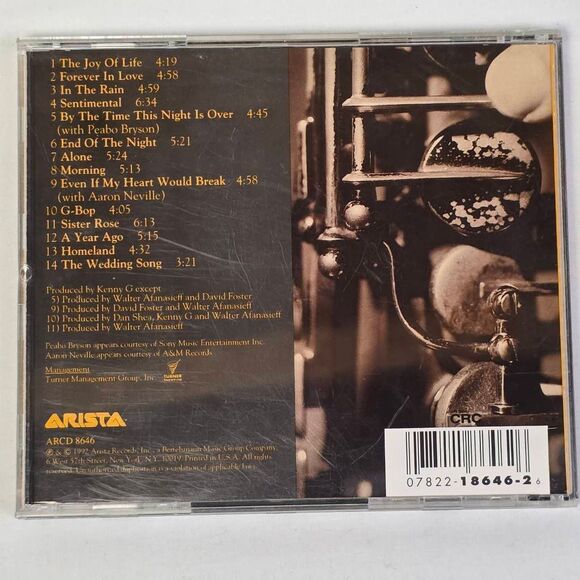 1 The Joy Of Life 4:19
2 Forever In Love 4:58
3 In The Rain 4:59
4 Sentimental 6:34
5 By The Time This Night Is Over 4:45
(with Peabo Bryson)
6 End Of The Night 5:21
7 Alone 5:24
8 Morning 5:13
9 Even If My Heart Would Break 4:58
(with Aaron Neville)
10 G-Bop 4:05
11 Sister Rose 6:13
12 A Year Ago 5:15
13 Homeland 4:32
14 The Wedding Song 3:21
Produced by Kenny G except
5) Produced by Walter Afanasieff and David Foster
9) Produced by David Foster and Walter Afanasieff
10) Produced by Dan Shea, Kenny G and Walter Afanasieff
11) Produced by Walter Afanasieff
Peabo Bryson appears courtesy of Sony Music Entertainment Inc.
Aaron Neville appears courtesy of A&M Records
Management
Turner Management Group, Inc.
TURNER
ARISTA
ARCD 8646
℗ & © 1992 Arista Records, Inc., a Bertelmann Music Group Company,
6 West 57th Street, New York, N.Y. 10019. Printed in U.S.A. All rights
reserved. Unauthorized duplication is a violation of applicable laws.
CRC
07822-18646-2 6